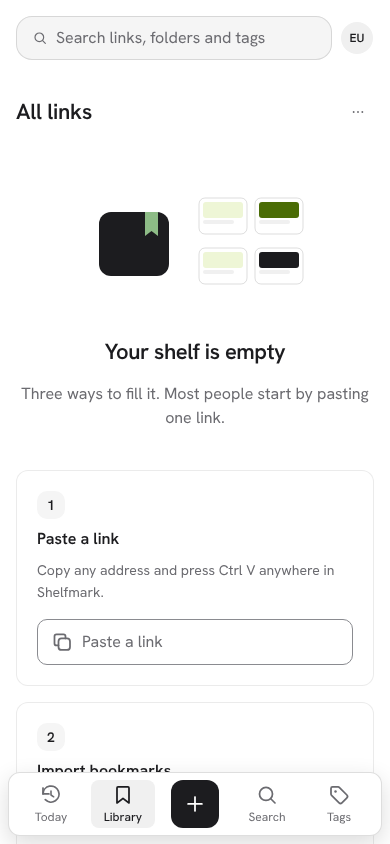 Search links, folders and tags
EU
All links
Your shelf is empty
Three ways to fill it. Most people start by pasting
one link.
1
Paste a link
Copy any address and press Ctrl V anywhere in
Shelfmark.
Paste a link
2
Import bookmarks
Today
Library
Search
Tags